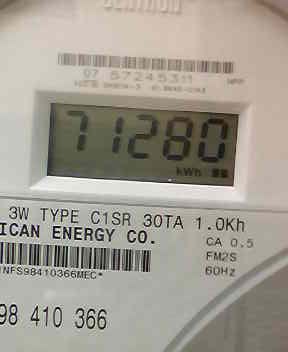 CENTRON
07 57245311
71280
kWh
3W TYPE C1SR 30TA 1.0Kh
ICAN ENERGY CO.
CA 0.5
FM2S
60Hz
NFS98410366MEC*
98 410 366